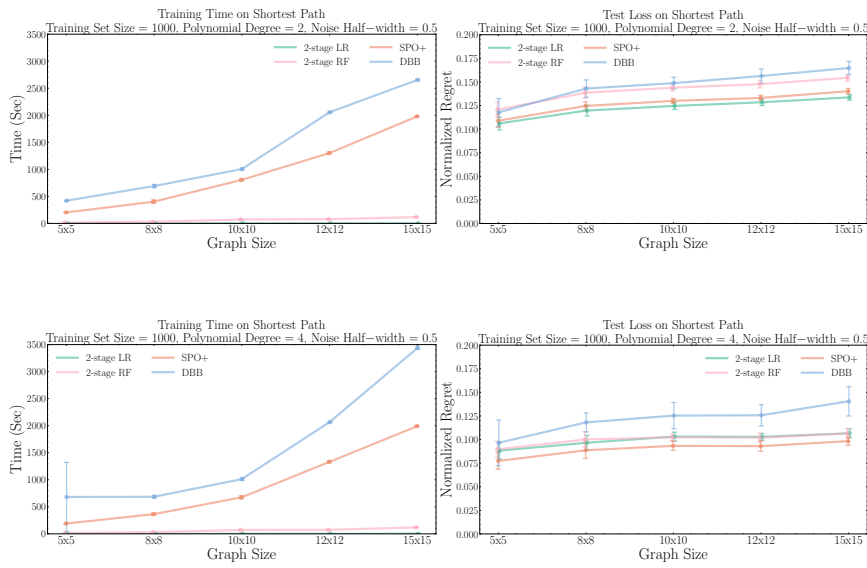 Training Time on Shortest Path
Training Set Size = 1000, Polynomial Degree = 2, Noise Half−width = 0.5
3500
3000
2500
2000
1500
1000
500
0
Time (Sec)
2-stage LR
2-stage RF
SPO+
DBB
5x5
8x8
10x10
12x12
15x15
Graph Size
Test Loss on Shortest Path
Training Set Size = 1000, Polynomial Degree = 2, Noise Half−width = 0.5
0.200
0.175
0.150
0.125
0.100
0.075
0.050
0.025
0.000
Normalized Regret
2-stage LR
2-stage RF
SPO+
DBB
5x5
8x8
10x10
12x12
15x15
Graph Size
Training Time on Shortest Path
Training Set Size = 1000, Polynomial Degree = 4, Noise Half−width = 0.5
3500
3000
2500
2000
1500
1000
500
0
Time (Sec)
2-stage LR
2-stage RF
SPO+
DBB
5x5
8x8
10x10
12x12
15x15
Graph Size
Test Loss on Shortest Path
Training Set Size = 1000, Polynomial Degree = 4, Noise Half−width = 0.5
0.200
0.175
0.150
0.125
0.100
0.075
0.050
0.025
0.000
Normalized Regret
2-stage LR
2-stage RF
SPO+
DBB
5x5
8x8
10x10
12x12
15x15
Graph Size